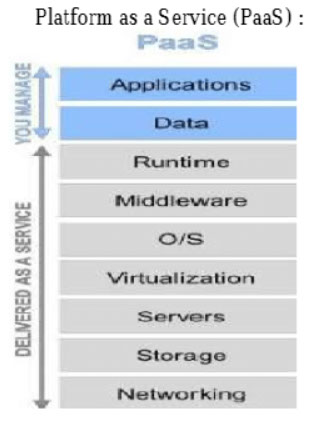 Platform as a Service (PaaS) :
PaaS
YOU MANAGE
Applications
Data
DELIVERED AS A SERVICE
Runtime
Middleware
O/S
Virtualization
Servers
Storage
Networking